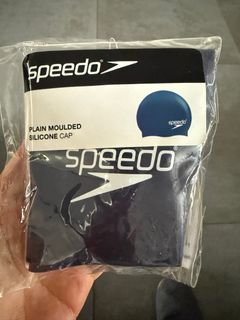 speedo
PLAIN MOULDED
SILICONE CAP
speedo